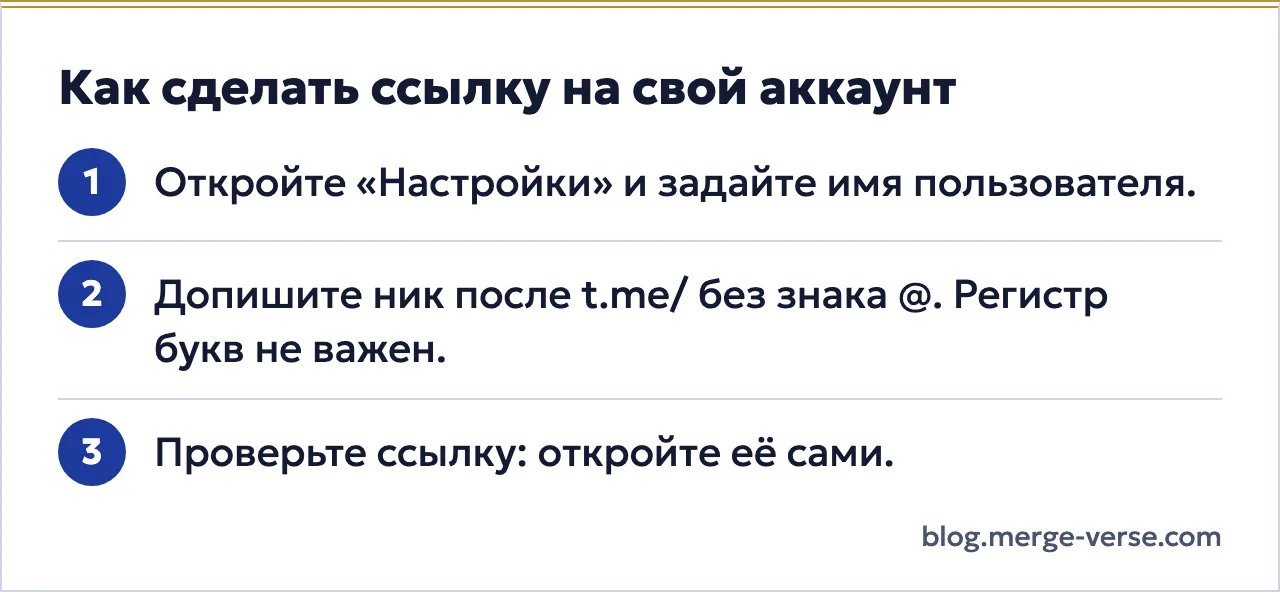 Как сделать ссылку на свой аккаунт
1 Откройте «Настройки» и задайте имя пользователя.
2 Допишите ник после t.me/ без знака @. Регистр
букв не важен.
3 Проверьте ссылку: откройте её сами.
blog.merge-verse.com